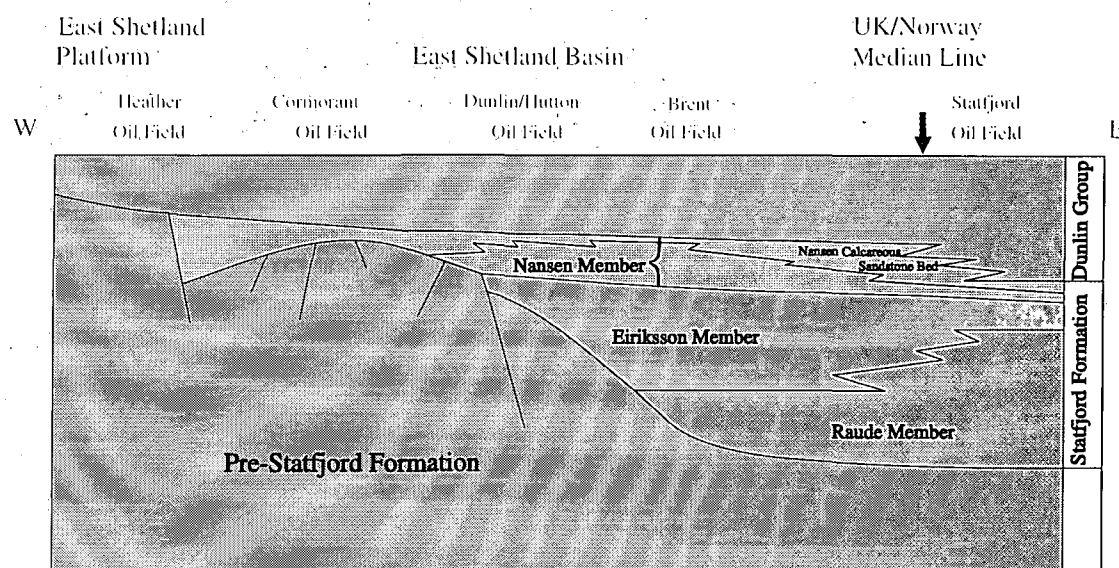 East Shetland
Platform
East Shetland Basin
UK/Norway
Median Line
Heather
Oil Field
Cormorant
Oil Field
Dunlin/Hutton
Oil Field
Brent
Oil Field
Statfjord
Oil Field
W
E
Nansen Calcareous
Sandstone Bed
Nansen Member
Eiriksson Member
Raude Member
Pre-Statfjord Formation
Dunlin Group
Statfjord Formation